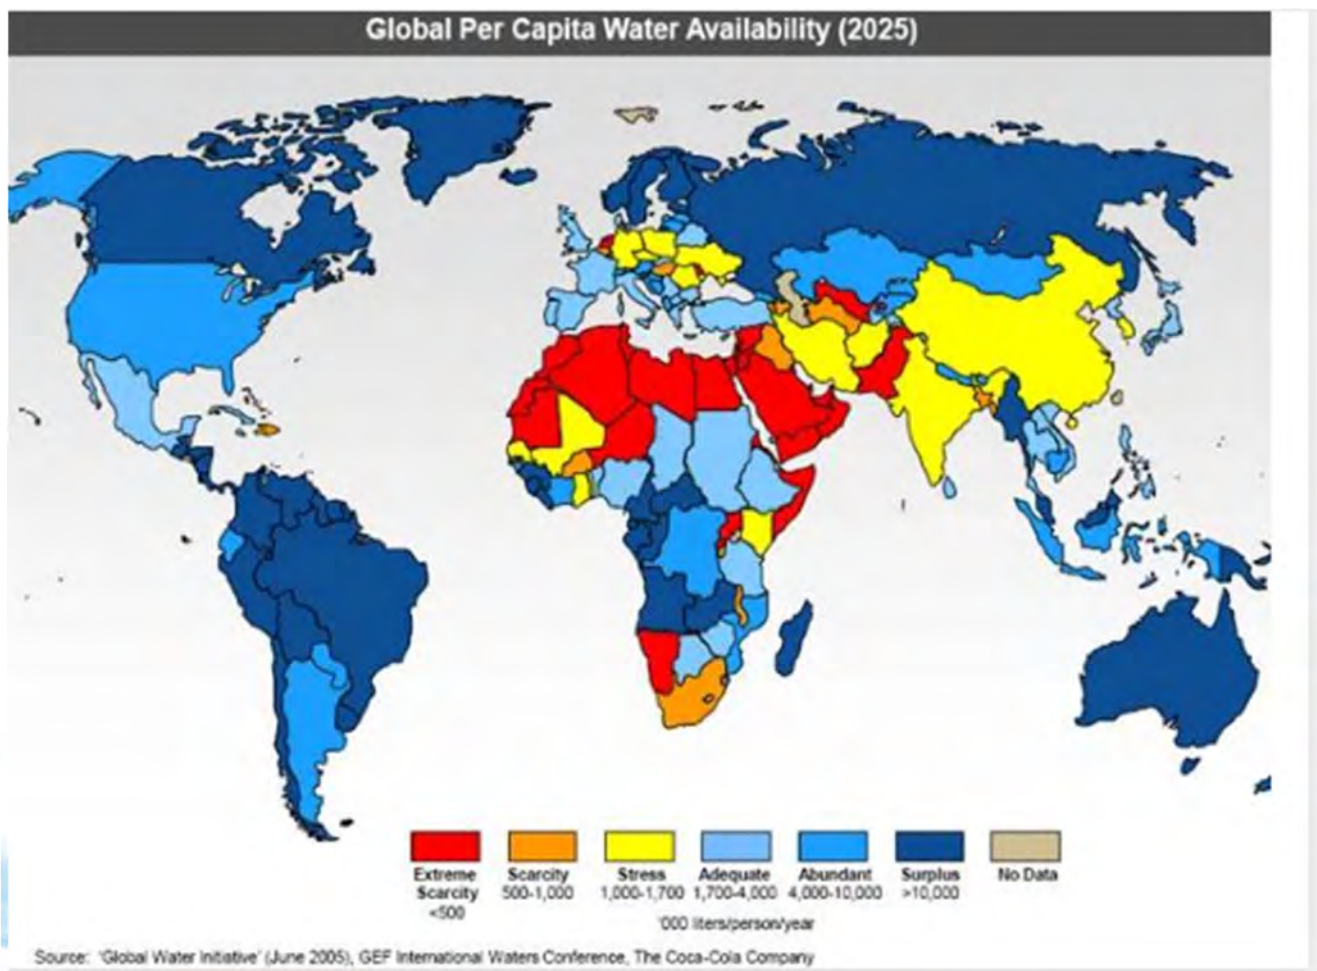 Global Per Capita Water Availability (2025)
Extreme Scarcity <500
Scarcity 500-1,000
Stress 1,000-1,700
Adequate 1,700-4,000
Abundant 4,000-10,000
Surplus >10,000
No Data
'000 liters/person/year
Source: 'Global Water Initiative' (June 2005), GEF International Waters Conference, The Coca-Cola Company